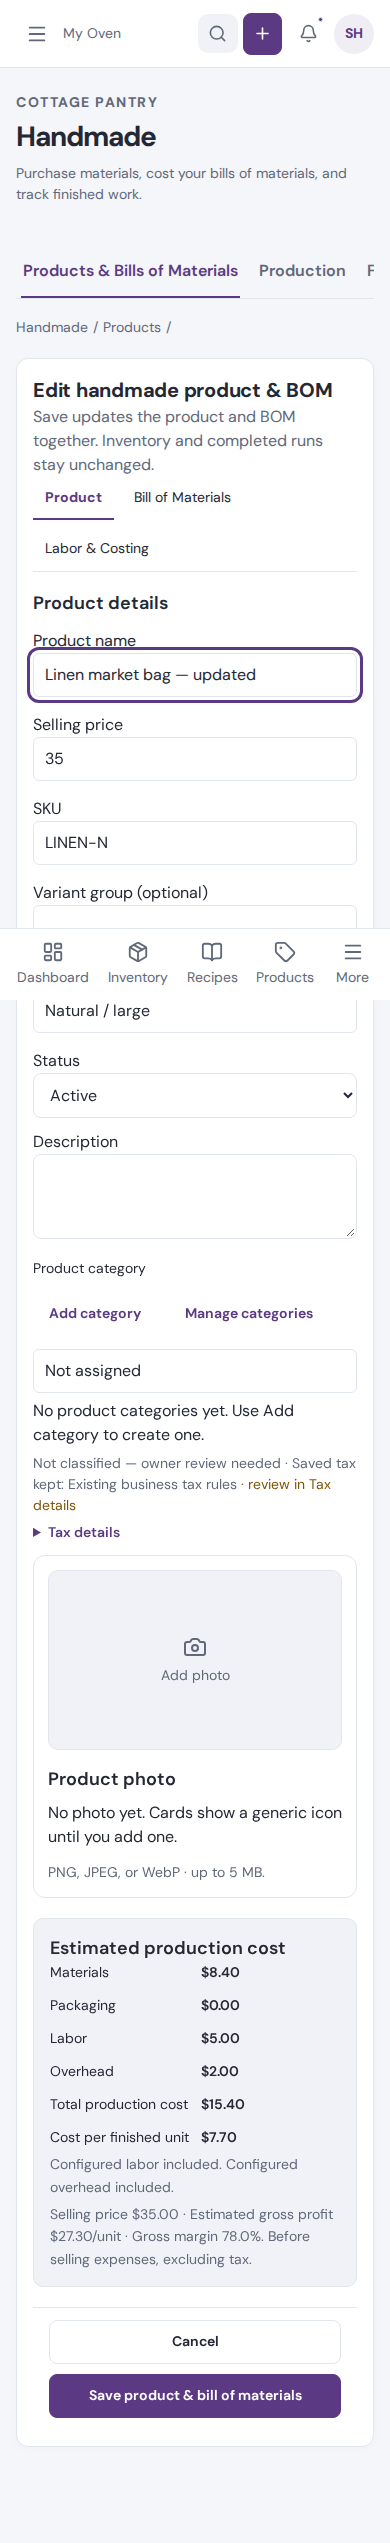 My Oven
SH
COTTAGE PANTRY
Handmade
Purchase materials, cost your bills of materials, and
track finished work.
Products & Bills of Materials Production F
Handmade / Products /
Edit handmade product & BOM
Save updates the product and BOM
together. Inventory and completed runs
stay unchanged.
Product Bill of Materials
Labor & Costing
Product details
Product name
Linen market bag — updated
Selling price
35
SKU
LINEN-N
Variant group (optional)
Dashboard Inventory Recipes Products More
Natural / large
Status
Active
Description
Product category
Add category Manage categories
Not assigned
No product categories yet. Use Add
category to create one.
Not classified — owner review needed · Saved tax
kept: Existing business tax rules · review in Tax
details
Tax details
Add photo
Product photo
No photo yet. Cards show a generic icon
until you add one.
PNG, JPEG, or WebP · up to 5 MB.
Estimated production cost
Materials $8.40
Packaging $0.00
Labor $5.00
Overhead $2.00
Total production cost $15.40
Cost per finished unit $7.70
Configured labor included. Configured
overhead included.
Selling price $35.00 · Estimated gross profit
$27.30/unit · Gross margin 78.0%. Before
selling expenses, excluding tax.
Cancel
Save product & bill of materials